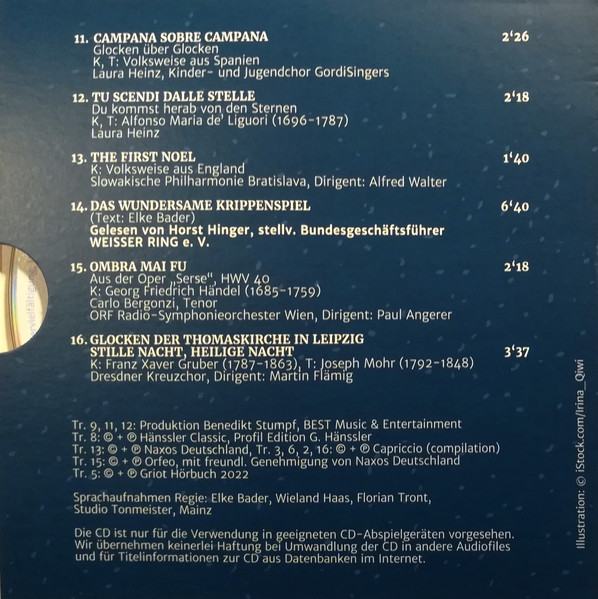 11. CAMPANA SOBRE CAMPANA 2‘26
Glocken über Glocken
K, T: Volksweise aus Spanien
Laura Heinz, Kinder- und Jugendchor GordiSingers
12. TU SCENDI DALLE STELLE 2‘18
Du kommst herab von den Sternen
K, T: Alfonso Maria de' Liguori (1696-1787)
Laura Heinz
13. THE FIRST NOEL 1‘40
K: Volksweise aus England
Slowakische Philharmonie Bratislava, Dirigent: Alfred Walter
14. DAS WUNDERSAME KRIPPENSPIEL 6‘40
(Text: Elke Bader)
Gelesen von Horst Hinger, stellv. Bundesgeschäftsführer
WEISSER RING e. V.
15. OMBRA MAI FU 2‘18
Aus der Oper „Serse“, HWV 40
K: Georg Friedrich Händel (1685-1759)
Carlo Bergonzi, Tenor
ORF Radio-Symphonieorchester Wien, Dirigent: Paul Angerer
16. GLOCKEN DER THOMASKIRCHE IN LEIPZIG
STILLE NACHT, HEILIGE NACHT 3‘37
K: Franz Xaver Gruber (1787-1863), T: Joseph Mohr (1792-1848)
Dresdner Kreuzchor, Dirigent: Martin Flämig
Tr. 9, 11, 12: Produktion Benedikt Stumpf, BEST Music & Entertainment
Tr. 8: © + ℗ Hänssler Classic, Profil Edition G. Hänssler
Tr. 13: © + ℗ Naxos Deutschland, Tr. 3, 6, 2, 16: © + ℗ Capriccio (compilation)
Tr. 15: © + ℗ Orfeo, mit freundl. Genehmigung von Naxos Deutschland
Tr. 5: © + ℗ Griot Hörbuch 2022
Sprachaufnahmen Regie: Elke Bader, Wieland Haas, Florian Tront,
Studio Tonmeister, Mainz
Die CD ist nur für die Verwendung in geeigneten CD-Abspielgeräten vorgesehen.
Wir übernehmen keinerlei Haftung bei Umwandlung der CD in andere Audiofiles
und für Titelinformationen zur CD aus Datenbanken im Internet.
Illustration: © iStock.com/Irina_Qiwi